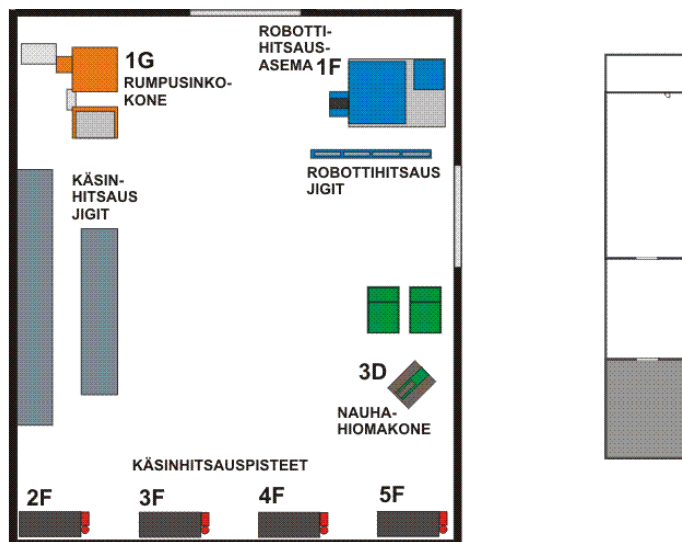 ROBOTTI-
HITSAUS-
ASEMA 1F
1G
RUMPUSINKO-
KONE
KÄSIN-
HITSAUS
JIGIT
ROBOTTIHITSAUS
JIGIT
3D
NAUHA-
HIOMAKONE
KÄSINHITSAUSPISTEET
2F 3F 4F 5F